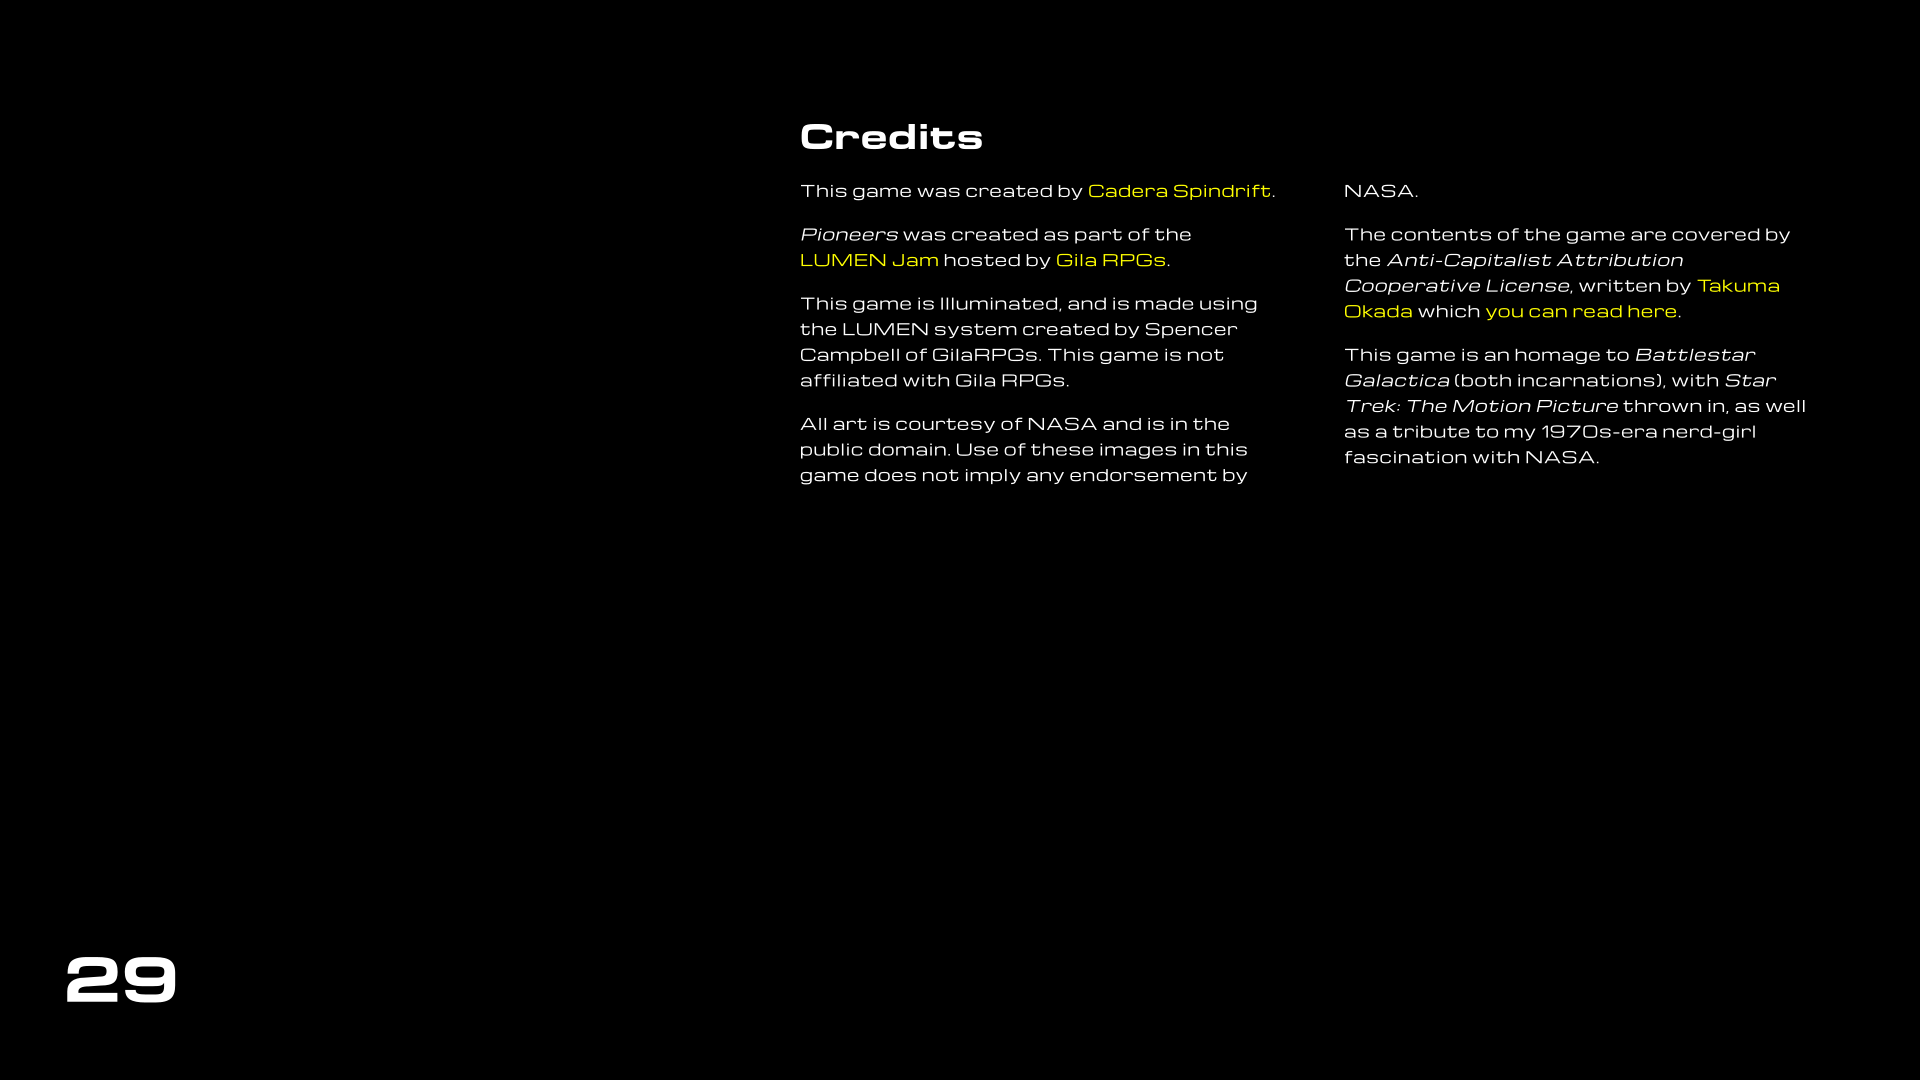 Credits
This game was created by Cadera Spindrift.
Pioneers was created as part of the
LUMEN Jam hosted by Gila RPGs.
This game is Illuminated, and is made using
the LUMEN system created by Spencer
Campbell of GilaRPGs. This game is not
affiliated with Gila RPGs.
All art is courtesy of NASA and is in the
public domain. Use of these images in this
game does not imply any endorsement by
NASA.
The contents of the game are covered by
the Anti-Capitalist Attribution
Cooperative License, written by Takuma
Okada which you can read here.
This game is an homage to Battlestar
Galactica (both incarnations), with Star
Trek: The Motion Picture thrown in, as well
as a tribute to my 1970s-era nerd-girl
fascination with NASA.
29